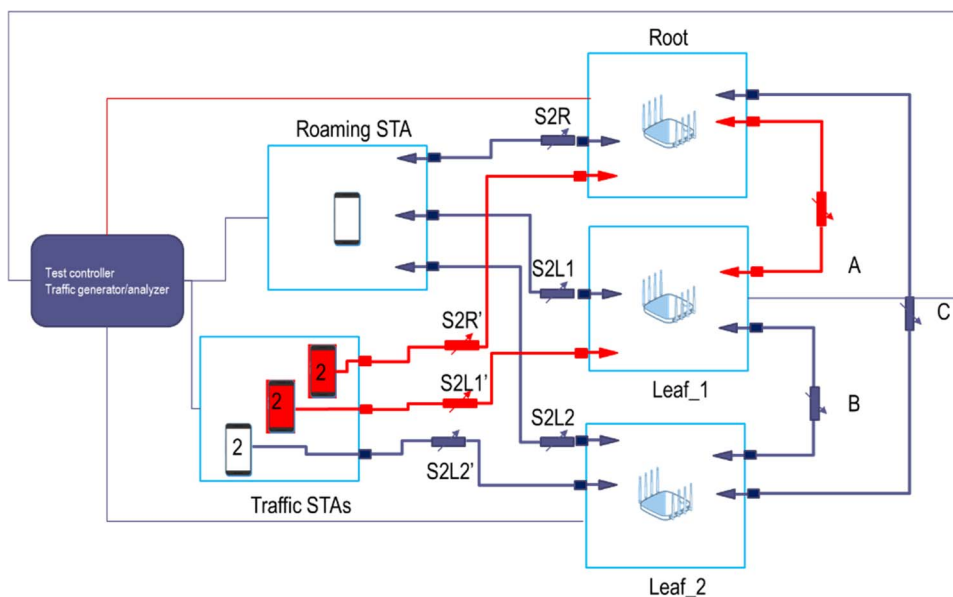 Root
S2R
Roaming STA
Test controller
Traffic generator/analyzer
S2L1
A
C
S2R’
2
2
S2L1’
Leaf_1
B
2
S2L2
S2L2’
Traffic STAs
Leaf_2